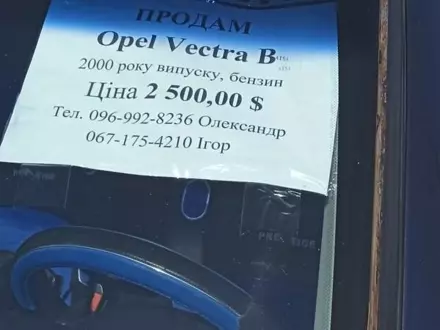 ПРОДАМ
Opel Vectra B
2000 року випуску, бензин
Ціна 2 500,00 $
Тел. 096-992-8236 Олександр
067-175-4210 Ігор